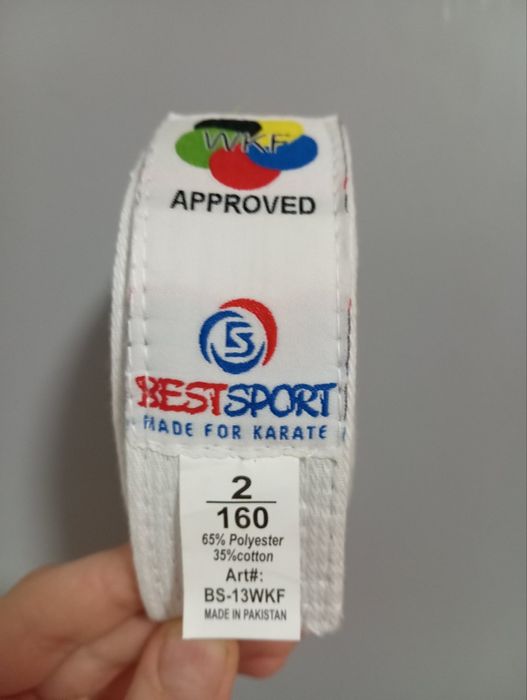 WKF
APPROVED
BESTSPORT
MADE FOR KARATE
2
160
65% Polyester
35%cotton
Art#:
BS-13WKF
MADE IN PAKISTAN